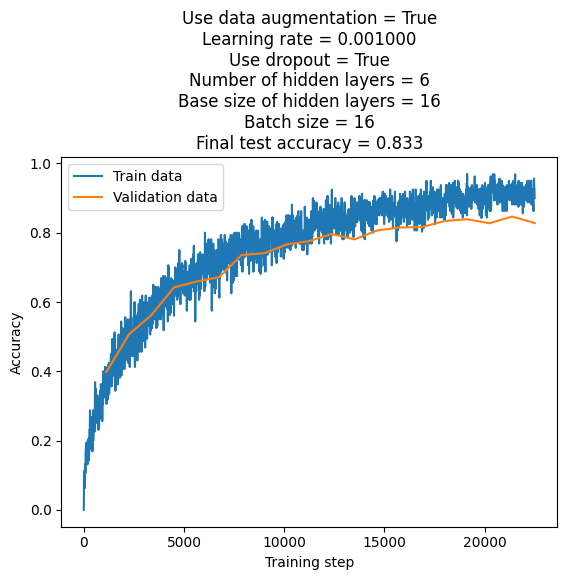 Use data augmentation = True
Learning rate = 0.001000
Use dropout = True
Number of hidden layers = 6
Base size of hidden layers = 16
Batch size = 16
Final test accuracy = 0.833
Train data
Validation data
Accuracy
1.0
0.8
0.6
0.4
0.2
0.0
0 5000 10000 15000 20000
Training step